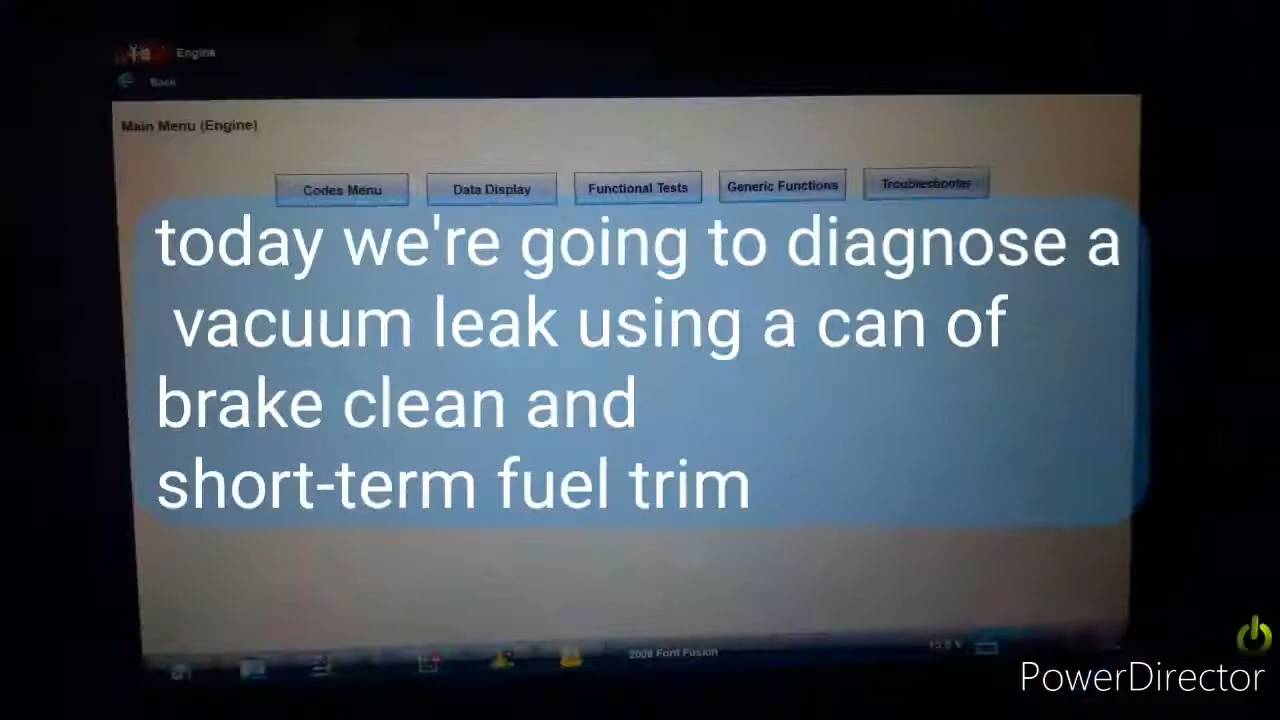 Engine
Back
Main Menu (Engine)
Codes Menu
Data Display
Functional Tests
Generic Functions
Troubleshooter
today we're going to diagnose a
vacuum leak using a can of
brake clean and
short-term fuel trim
Ford Fusion
PowerDirector